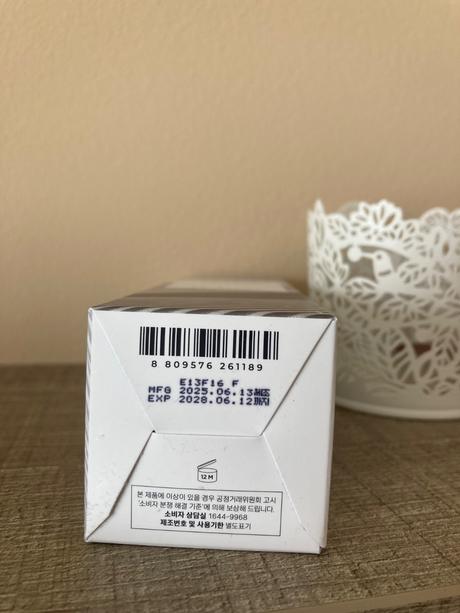 8 809576 261189
E13F16 F
MFG 2025.06.13제조
EXP 2028.06.12까지
12 M
본 제품에 이상이 있을 경우 공정거래위원회 고시
'소비자 분쟁 해결 기준'에 의해 보상해 드립니다.
소비자 상담실 1644-9968
제조번호 및 사용기한 별도표기